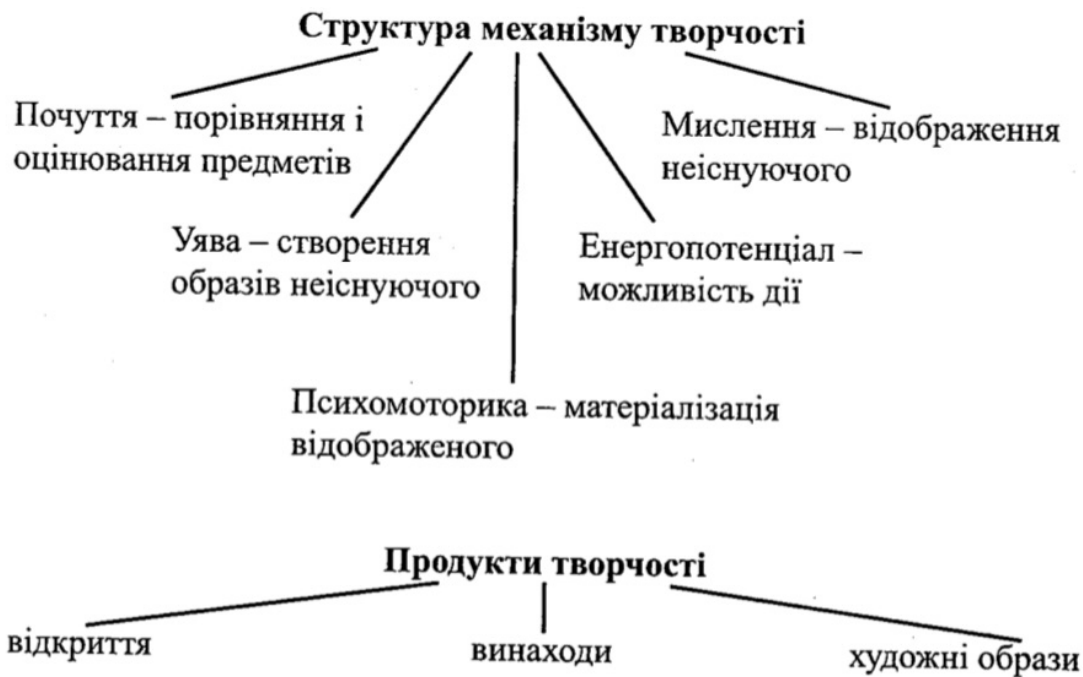 Структура механізму творчості
Почуття – порівняння і
оцінювання предметів
Мислення – відображення
неіснуючого
Уява – створення
образів неіснуючого
Енергопотенціал –
можливість дії
Психомоторика – матеріалізація
відображеного
Продукти творчості
відкриття
винаходи
художні образи